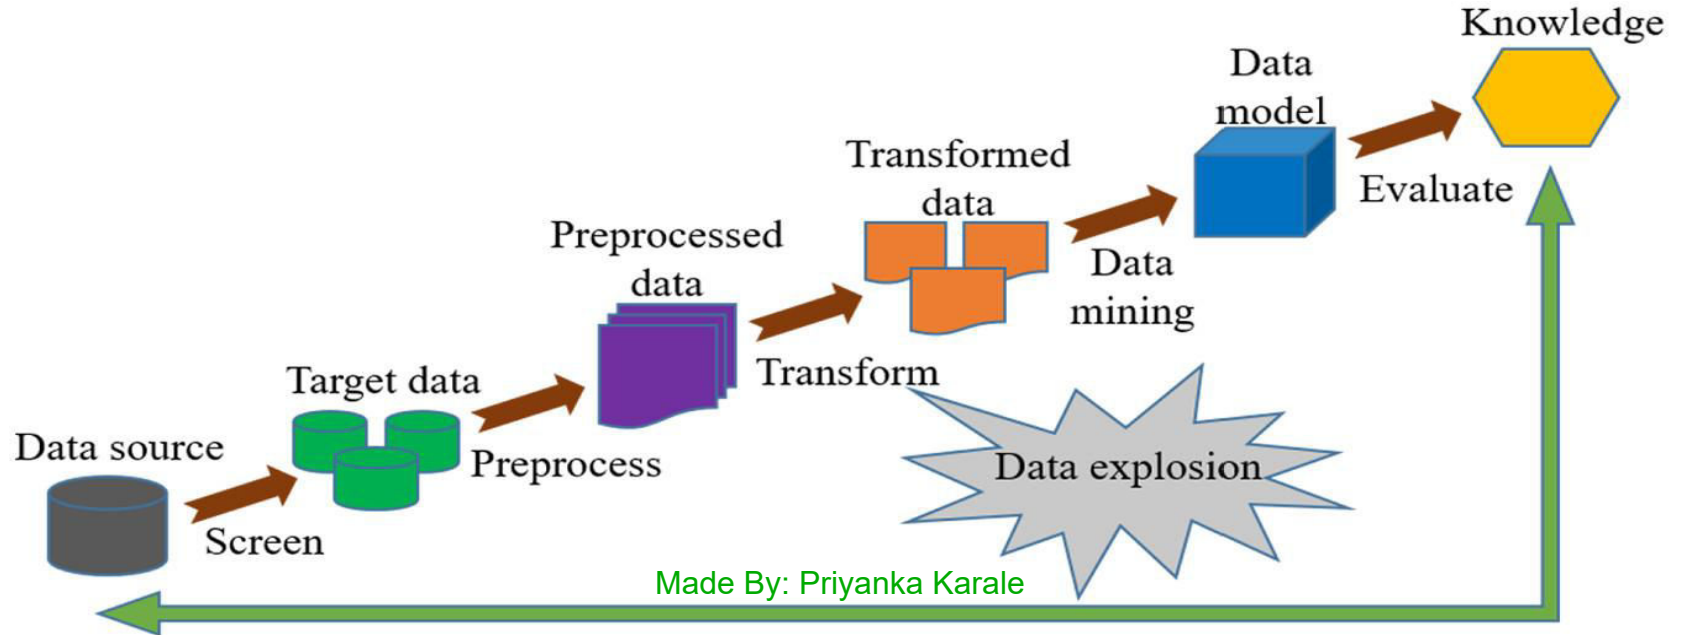 Knowledge
Data
model
Evaluate
Transformed
data
Data
mining
Preprocessed
data
Transform
Target data
Preprocess
Data source
Screen
Data explosion
Made By: Priyanka Karale